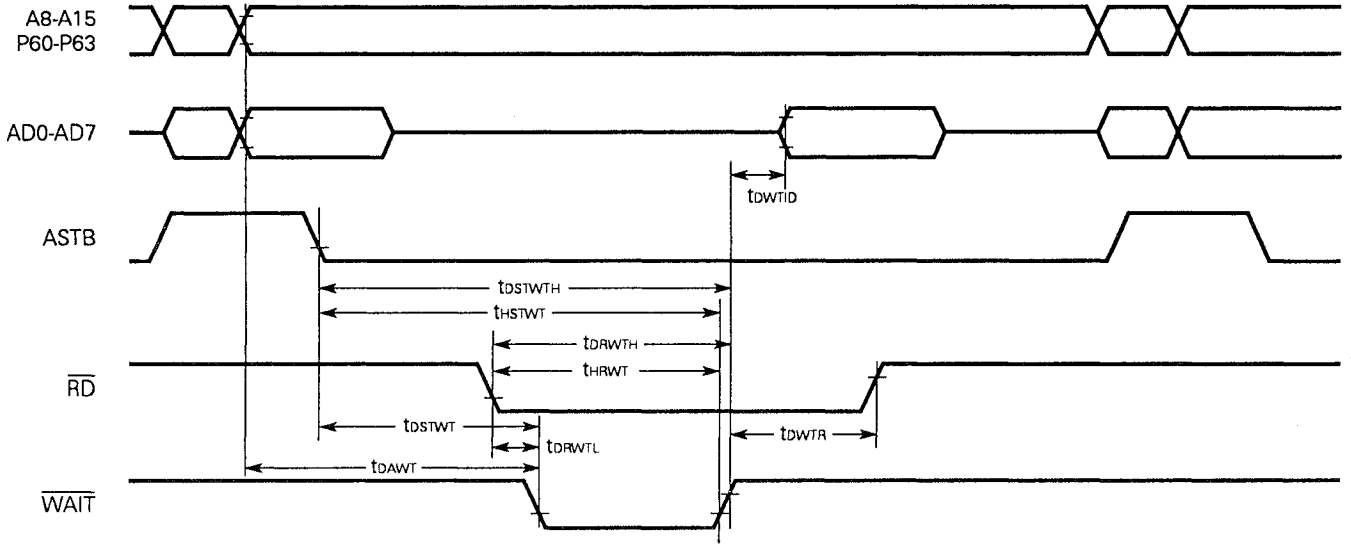 A8-A15
P60-P63
AD0-AD7
tDWTID
ASTB
tDSTWTH
tHSTWT
tDRWTH
tHRWT
RD
tDSTWT
tDRWTL
tDWTR
tDAWT
WAIT